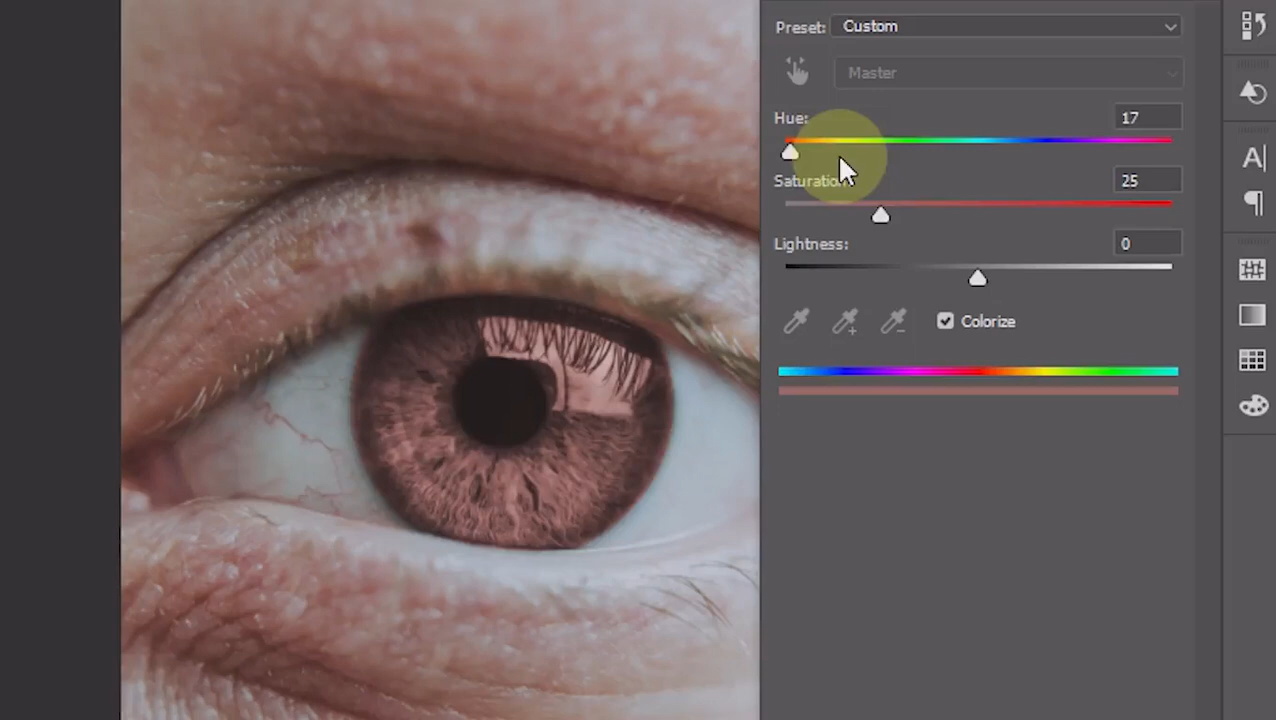 Preset: Custom
Master
Hue: 17
Saturation: 25
Lightness: 0
Colorize
A|
¶